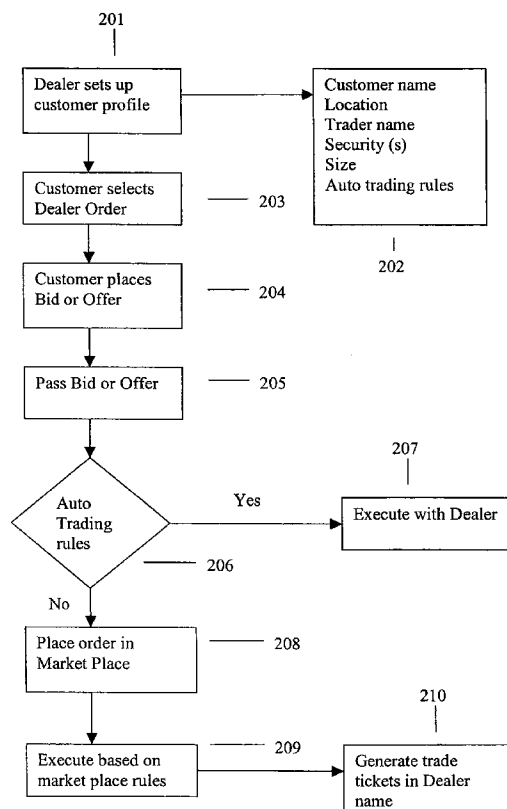 201
Dealer sets up
customer profile
Customer name
Location
Trader name
Security (s)
Size
Auto trading rules
202
Customer selects
Dealer Order
203
Customer places
Bid or Offer
204
Pass Bid or Offer
205
Auto
Trading
rules
206
Yes
207
Execute with Dealer
No
Place order in
Market Place
208
Execute based on
market place rules
209
210
Generate trade
tickets in Dealer
name